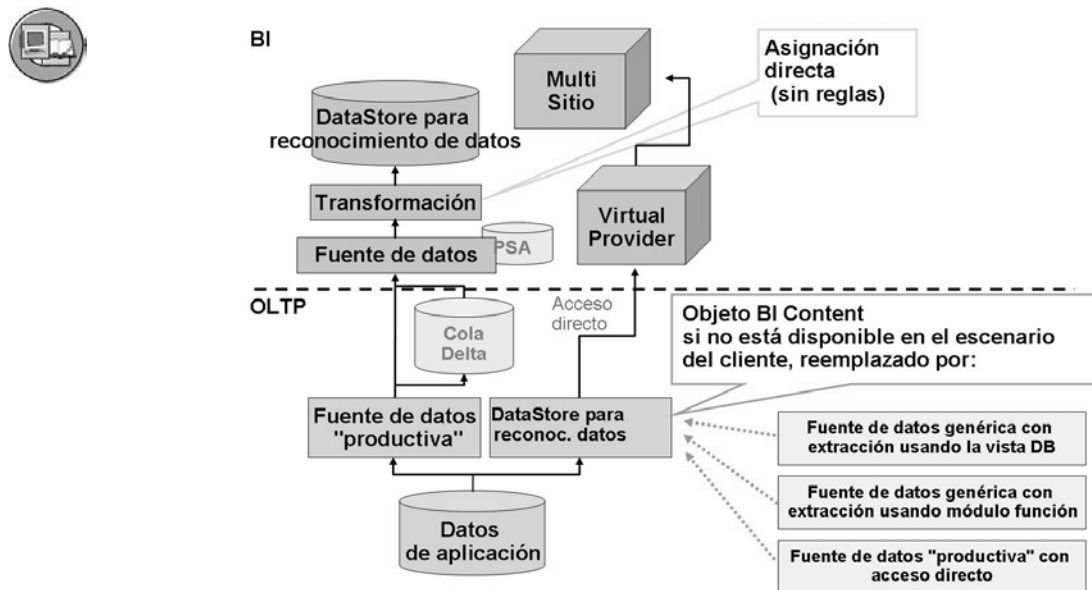 BI
Asignación
directa
(sin reglas)
Multi
Sitio
DataStore para
reconocimiento de datos
Transformación
Virtual
Provider
PSA
Fuente de datos
OLTP
Acceso
directo
Objeto BI Content
si no está disponible en el escenario
del cliente, reemplazado por:
Cola
Delta
Fuente de datos
"productiva"
DataStore para
reconoc. datos
Fuente de datos genérica con
extracción usando la vista DB
Fuente de datos genérica con
extracción usando módulo función
Fuente de datos "productiva" con
acceso directo
Datos
de aplicación